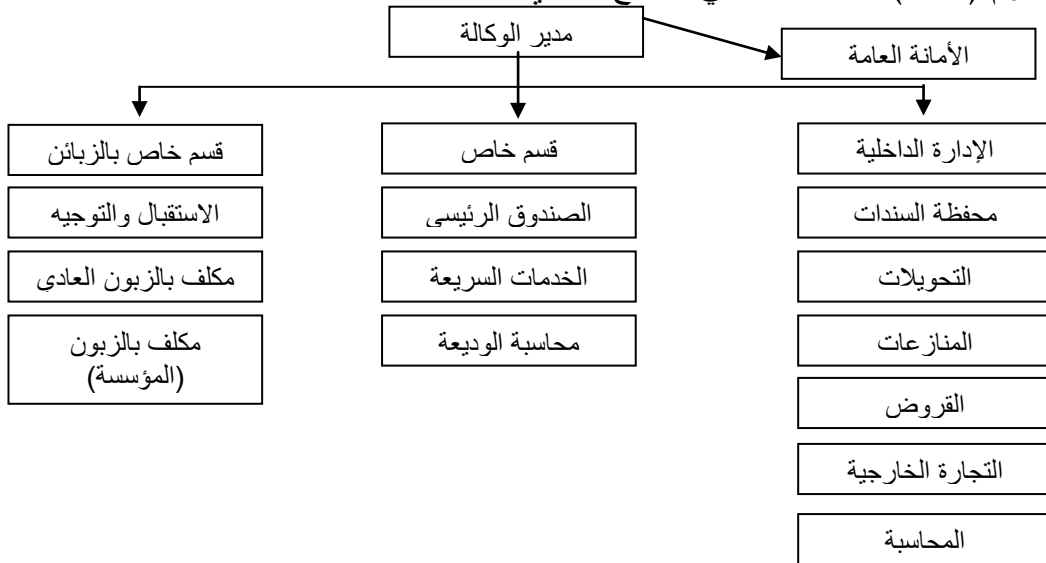 مدير الوكالة
الأمانة العامة
الإدارة الداخلية
محفظة السندات
التحويلات
المنازعات
القروض
التجارة الخارجية
المحاسبة
قسم خاص
الصندوق الرئيسي
الخدمات السريعة
محاسبة الوديعة
قسم خاص بالزبائن
الاستقبال والتوجيه
مكلف بالزبون العادي
مكلف بالزبون
(المؤسسة)